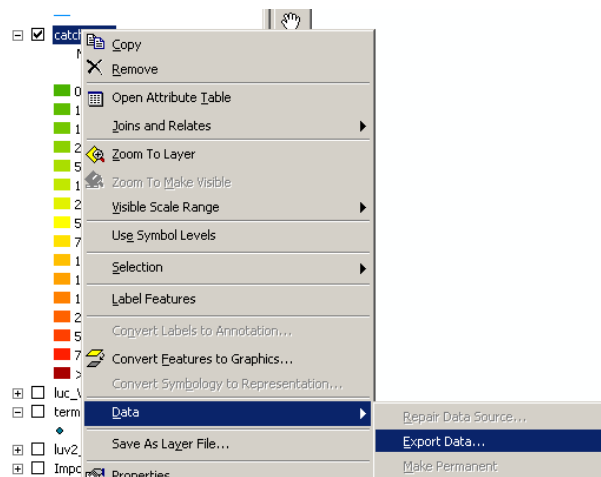 Copy
Remove
Open Attribute Table
Joins and Relates
Zoom To Layer
Zoom To Make Visible
Visible Scale Range
Use Symbol Levels
Selection
Label Features
Convert Labels to Annotation...
Convert Features to Graphics...
Convert Symbology to Representation...
luc_
term
Data
Repair Data Source...
Save As Layer File...
Export Data...
luv2_
Make Permanent
Impo
Properties